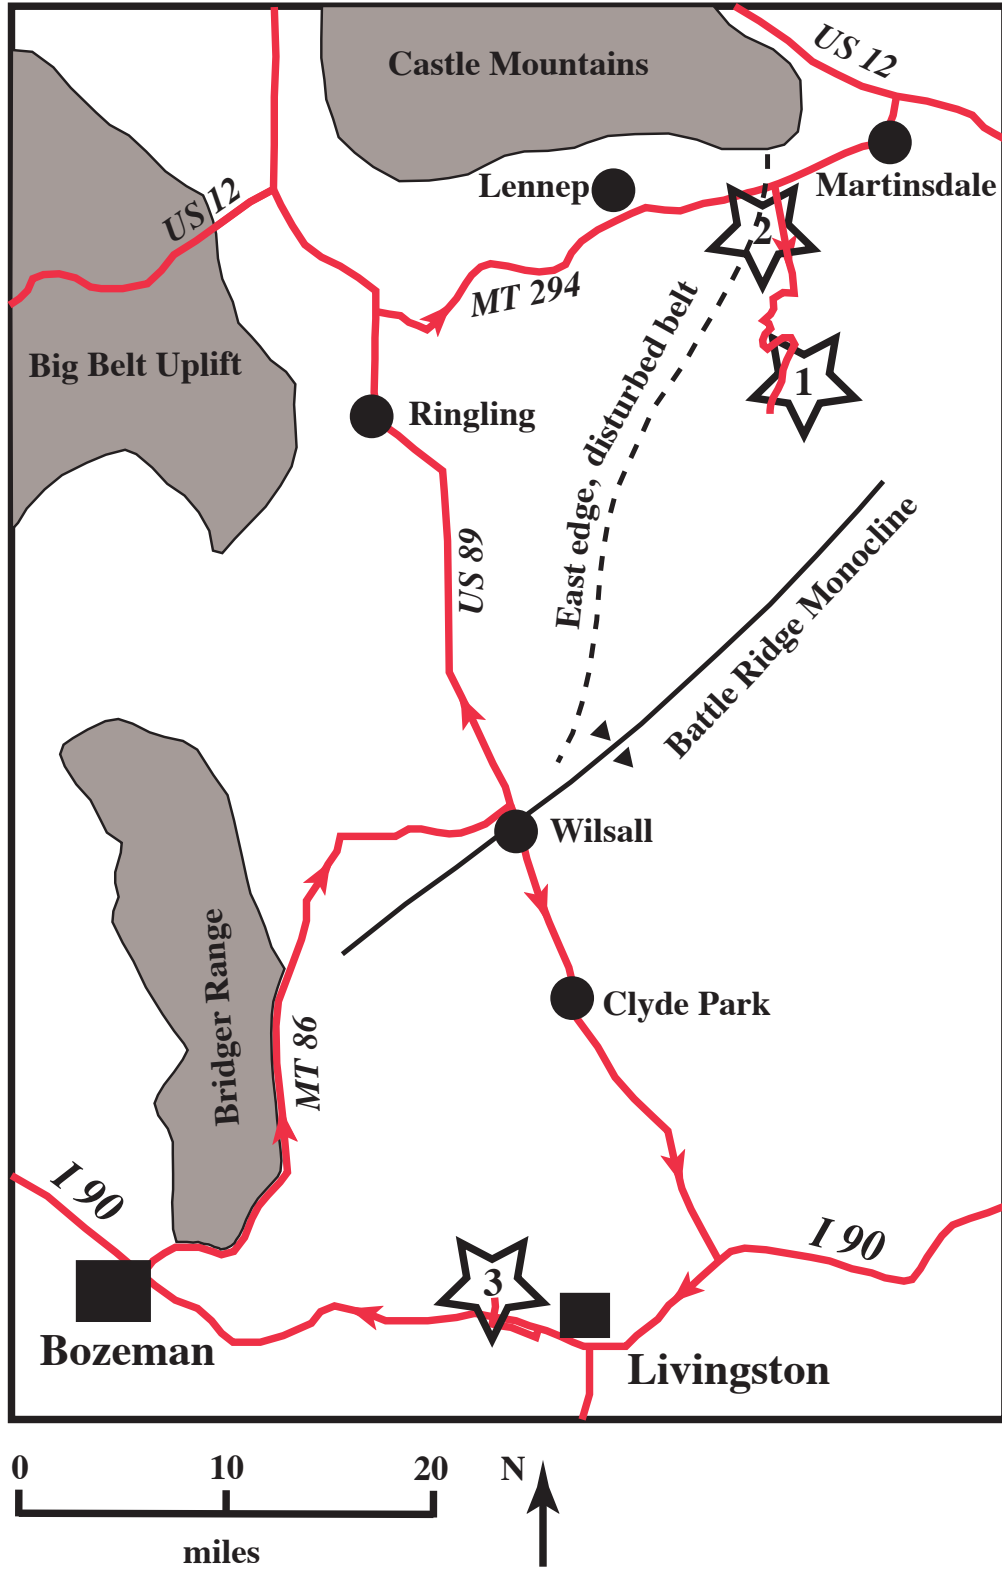 Castle Mountains
US 12
Lennep
Martinsdale
US 12
2
MT 294
Big Belt Uplift
1
Ringling
East edge, disturbed belt
US 89
Battle Ridge Monocline
Wilsall
Bridger Range
Clyde Park
MT 86
I 90
I 90
3
Bozeman
Livingston
0 10 20
N
miles